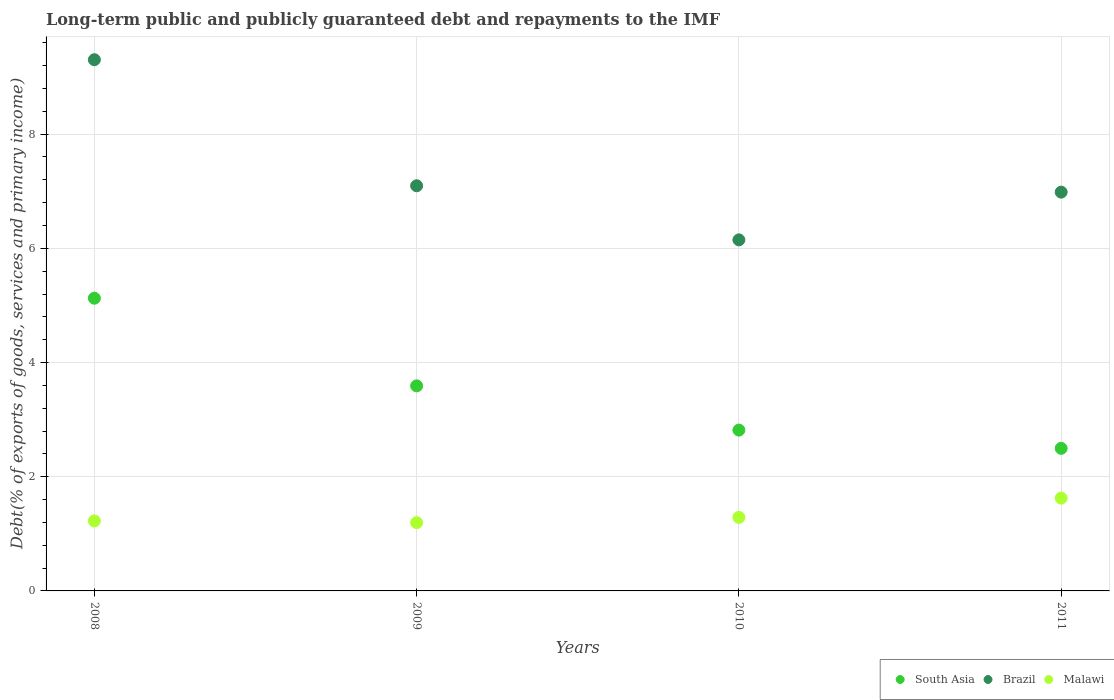 Long-term public and publicly guaranteed debt and repayments to the IMF
Debt(% of exports of goods, services and primary income)
8
6
4
2
0
2008
2009
2010
2011
Years
South Asia
Brazil
Malawi